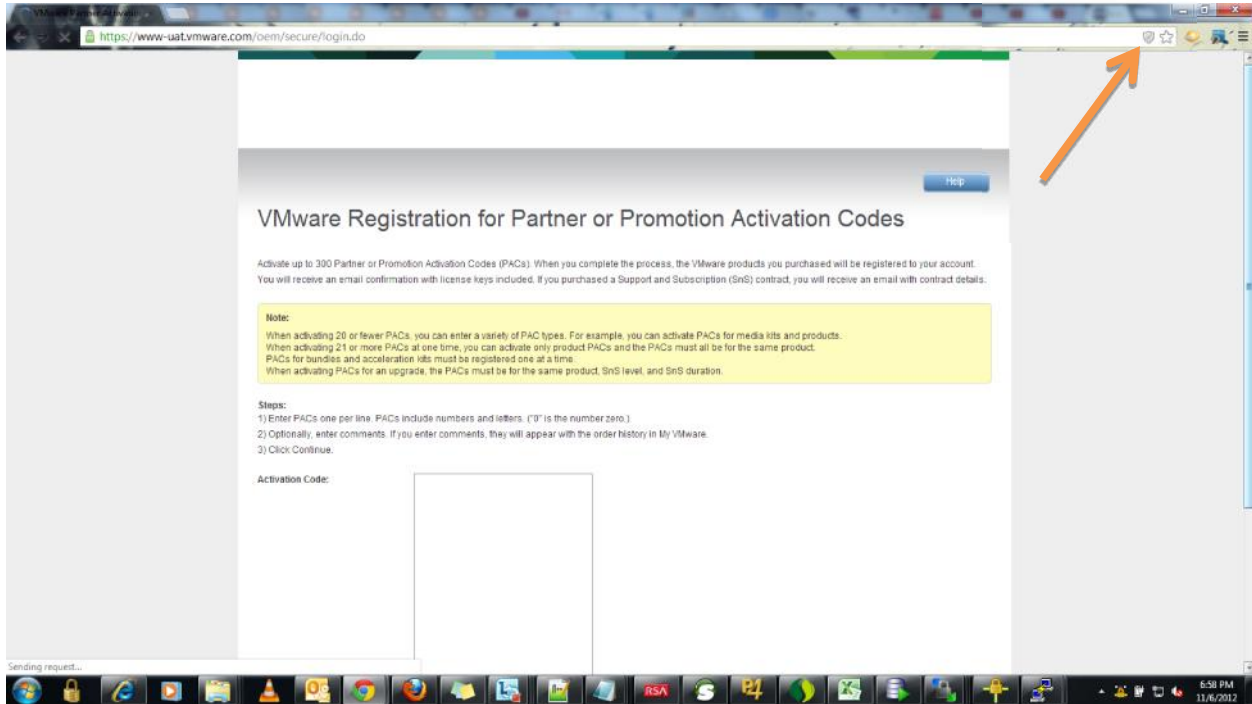 VMware Partner Activatio
https://www-uat.vmware.com/oem/secure/login.do
Help
VMware Registration for Partner or Promotion Activation Codes
Activate up to 300 Partner or Promotion Activation Codes (PACs). When you complete the process, the VMware products you purchased will be registered to your account.
You will receive an email confirmation with license keys included. If you purchased a Support and Subscription (SnS) contract, you will receive an email with contract details.
Note:
When activating 20 or fewer PACs, you can enter a variety of PAC types. For example, you can activate PACs for media kits and products.
When activating 21 or more PACs at one time, you can activate only product PACs and the PACs must all be for the same product.
PACs for bundles and acceleration kits must be registered one at a time.
When activating PACs for an upgrade, the PACs must be for the same product, SnS level, and SnS duration.
Steps:
1) Enter PACs one per line. PACs include numbers and letters. ("0" is the number zero.)
2) Optionally, enter comments. If you enter comments, they will appear with the order history in My VMware.
3) Click Continue.
Activation Code:
Sending request...
RSA
P4
6:58 PM
11/6/2012